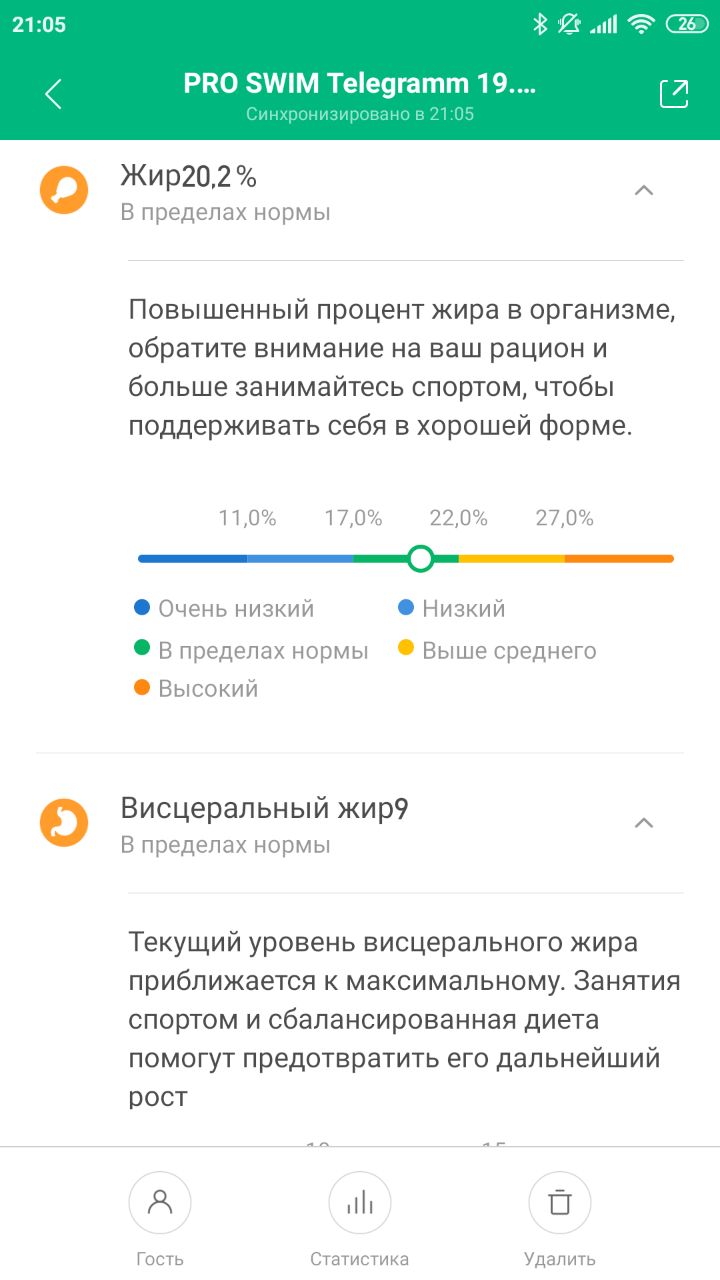 21:05
26
PRO SWIM Telegramm 19....
Синхронизировано в 21:05
Жир20,2 %
В пределах нормы
Повышенный процент жира в организме,
обратите внимание на ваш рацион и
больше занимайтесь спортом, чтобы
поддерживать себя в хорошей форме.
11,0% 17,0% 22,0% 27,0%
Очень низкий Низкий
В пределах нормы Выше среднего
Высокий
Висцеральный жир9
В пределах нормы
Текущий уровень висцерального жира
приближается к максимальному. Занятия
спортом и сбалансированная диета
помогут предотвратить его дальнейший
рост
Гость Статистика Удалить